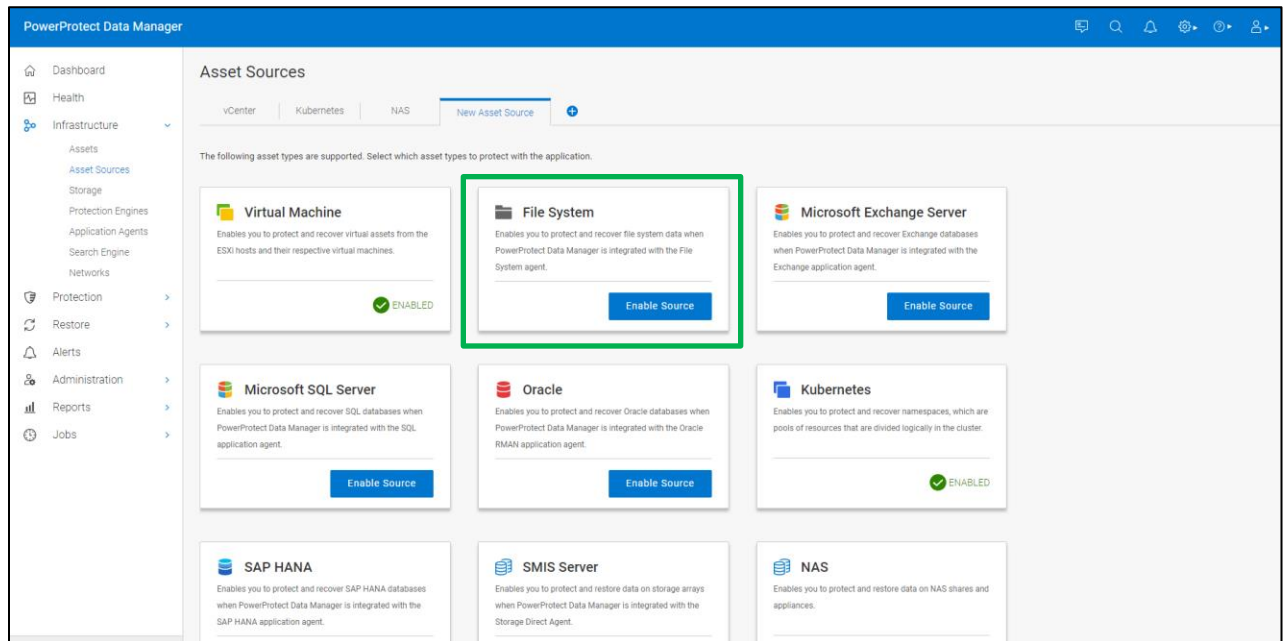 PowerProtect Data Manager
Dashboard
Health
Infrastructure
Assets
Asset Sources
Storage
Protection Engines
Application Agents
Search Engine
Networks
Protection
Restore
Alerts
Administration
Reports
Jobs
Asset Sources
vCenter
Kubernetes
NAS
New Asset Source
The following asset types are supported. Select which asset types to protect with the application.
Virtual Machine
Enables you to protect and recover virtual assets from the
ESXi hosts and their respective virtual machines.
ENABLED
File System
Enables you to protect and recover file system data when
PowerProtect Data Manager is integrated with the File
System agent.
Enable Source
Microsoft Exchange Server
Enables you to protect and recover Exchange databases
when PowerProtect Data Manager is integrated with the
Exchange application agent.
Enable Source
Microsoft SQL Server
Enables you to protect and recover SQL databases when
PowerProtect Data Manager is integrated with the SQL
application agent.
Enable Source
Oracle
Enables you to protect and recover Oracle databases when
PowerProtect Data Manager is integrated with the Oracle
RMAN application agent.
Enable Source
Kubernetes
Enables you to protect and recover namespaces, which are
pools of resources that are divided logically in the cluster.
ENABLED
SAP HANA
Enables you to protect and recover SAP HANA databases
when PowerProtect Data Manager is integrated with the
SAP HANA application agent.
SMIS Server
Enables you to protect and restore data on storage arrays
when PowerProtect Data Manager is integrated with the
Storage Direct Agent.
NAS
Enables you to protect and restore data on NAS shares and
appliances.